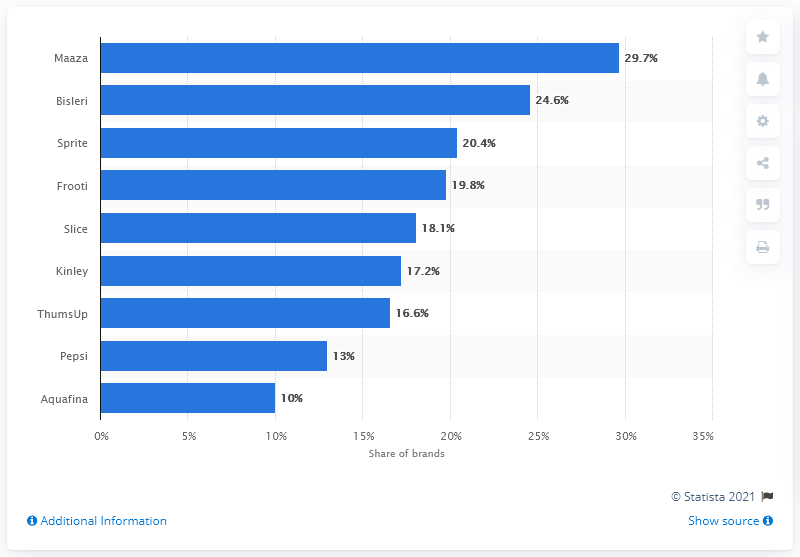 Maaza 29.7%
Bisleri 24.6%
Sprite 20.4%
Frooti 19.8%
Slice 18.1%
Kinley 17.2%
ThumsUp 16.6%
Pepsi 13%
Aquafina 10%
0% 5% 10% 15% 20% 25% 30% 35%
Share of brands
© Statista 2021
Additional Information Show source